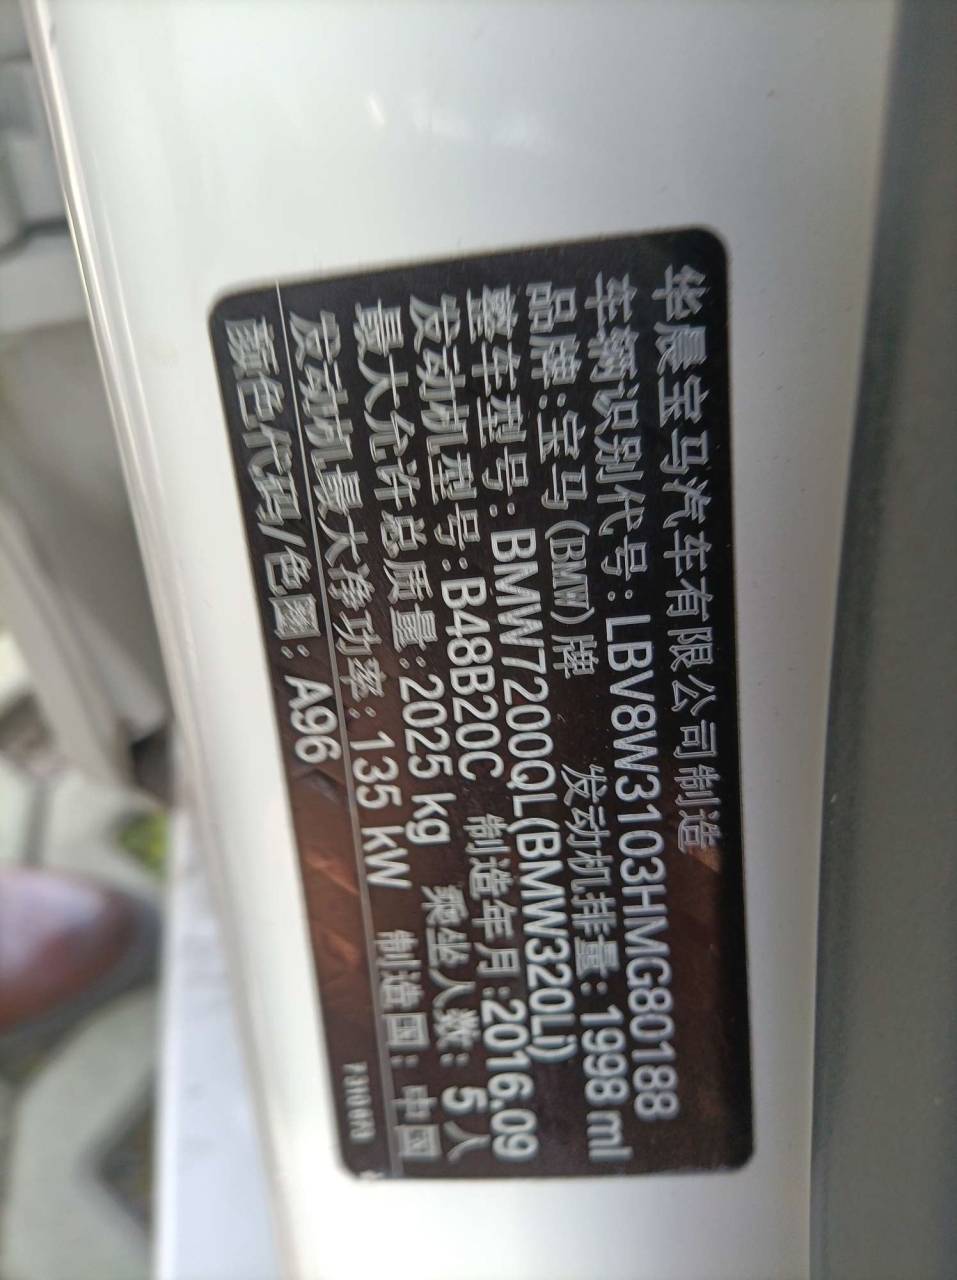 华晨宝马汽车有限公司制造
车辆识别代号:LBV8W3103HMG80188
品牌:宝马(BMW)牌 发动机排量:1998 ml
整车型号:BMW7200QL(BMW320Li)
发动机型号:B48B20C 制造年月:2016.09
最大允许总质量:2025 kg 乘坐人数:5人
发动机最大净功率:135 kW 制造国:中国
颜色代码/色圈:A96